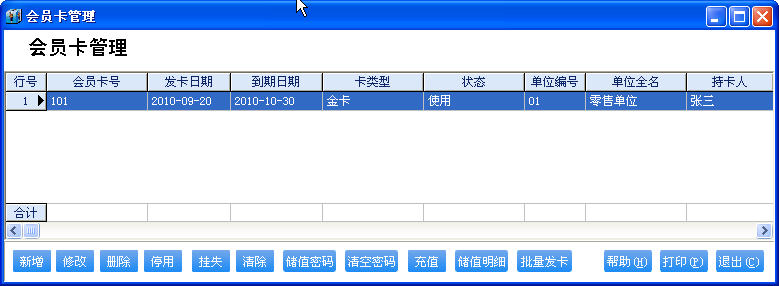 会员卡管理
会员卡管理
行号 会员卡号 发卡日期 到期日期 卡类型 状态 单位编号 单位全名 持卡人
1 101 2010-09-20 2010-10-30 金卡 使用 01 零售单位 张三
合计
新增 修改 删除 停用 挂失 清除 储值密码 清空密码 充值 储值明细 批量发卡 帮助(H) 打印(P) 退出(C)